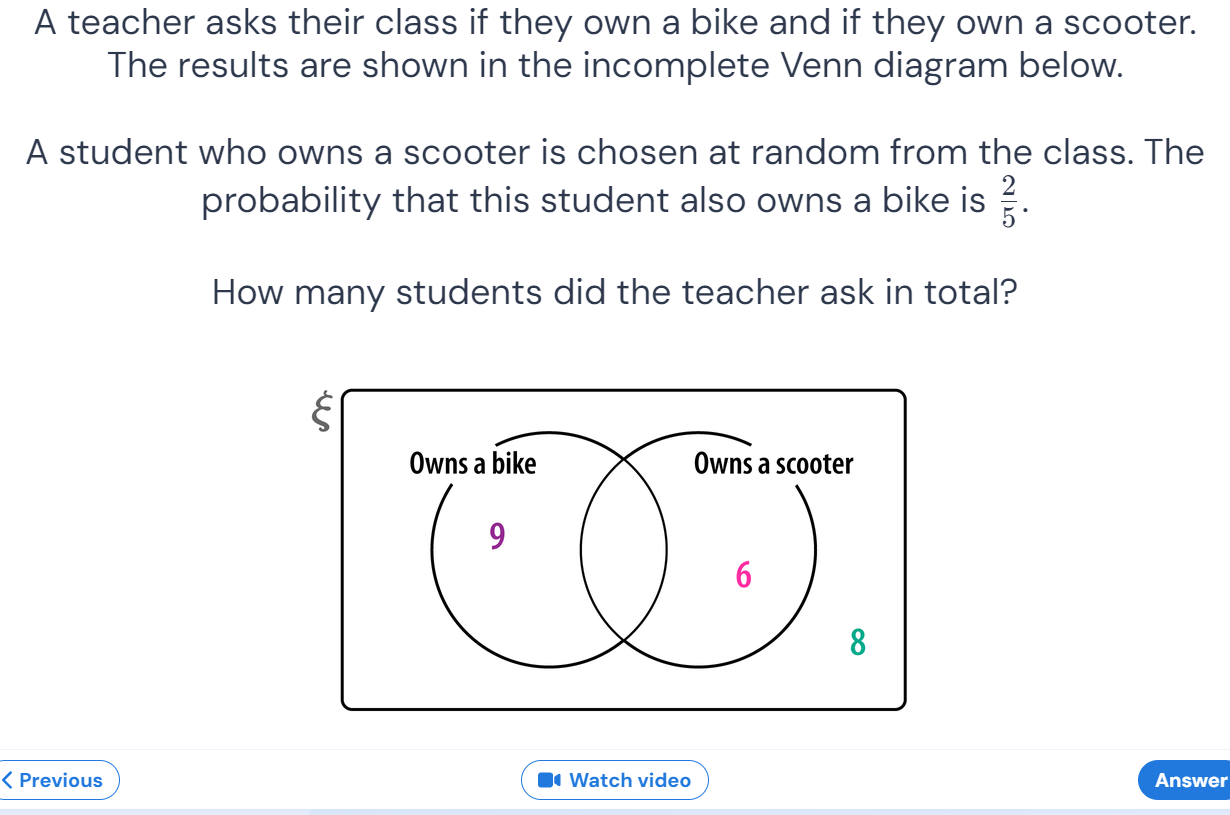 A teacher asks their class if they own a bike and if they own a scooter.
The results are shown in the incomplete Venn diagram below.
A student who owns a scooter is chosen at random from the class. The
probability that this student also owns a bike is 2/5.
How many students did the teacher ask in total?
ξ
Owns a bike
Owns a scooter
9
6
8
Previous
Watch video
Answer